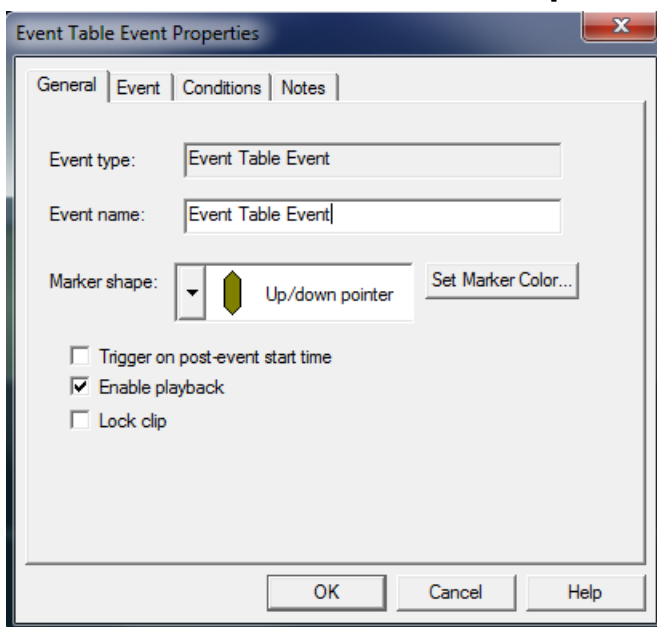 Event Table Event Properties
General Event Conditions Notes
Event type: Event Table Event
Event name: Event Table Event
Marker shape: Up/down pointer Set Marker Color...
Trigger on post-event start time
Enable playback
Lock clip
OK Cancel Help